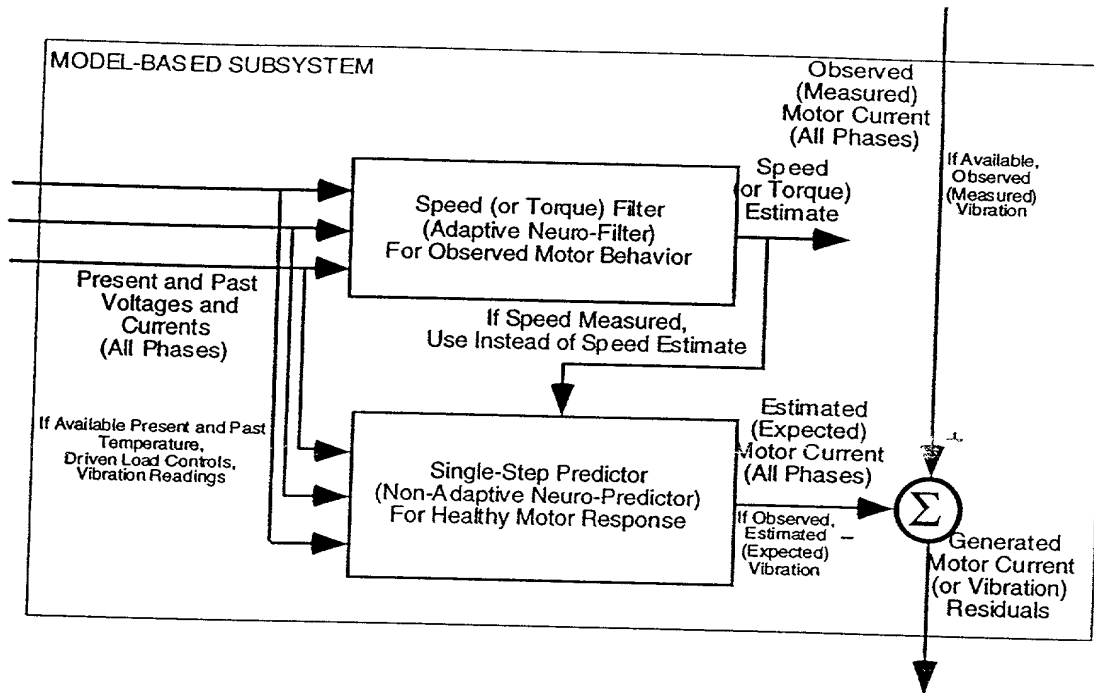 MODEL-BASED SUBSYSTEM
Observed
(Measured)
Motor Current
(All Phases)
If Available,
Observed
(Measured)
Vibration
Speed
(or Torque)
Estimate
Speed (or Torque) Filter
(Adaptive Neuro-Filter)
For Observed Motor Behavior
Present and Past
Voltages and
Currents
(All Phases)
If Speed Measured,
Use Instead of Speed Estimate
If Available Present and Past
Temperature,
Driven Load Controls,
Vibration Readings
Single-Step Predictor
(Non-Adaptive Neuro-Predictor)
For Healthy Motor Response
Estimated
(Expected)
Motor Current
(All Phases)
If Observed,
Estimated
(Expected)
Vibration
–
Σ
Generated
Motor Current
(or Vibration)
Residuals